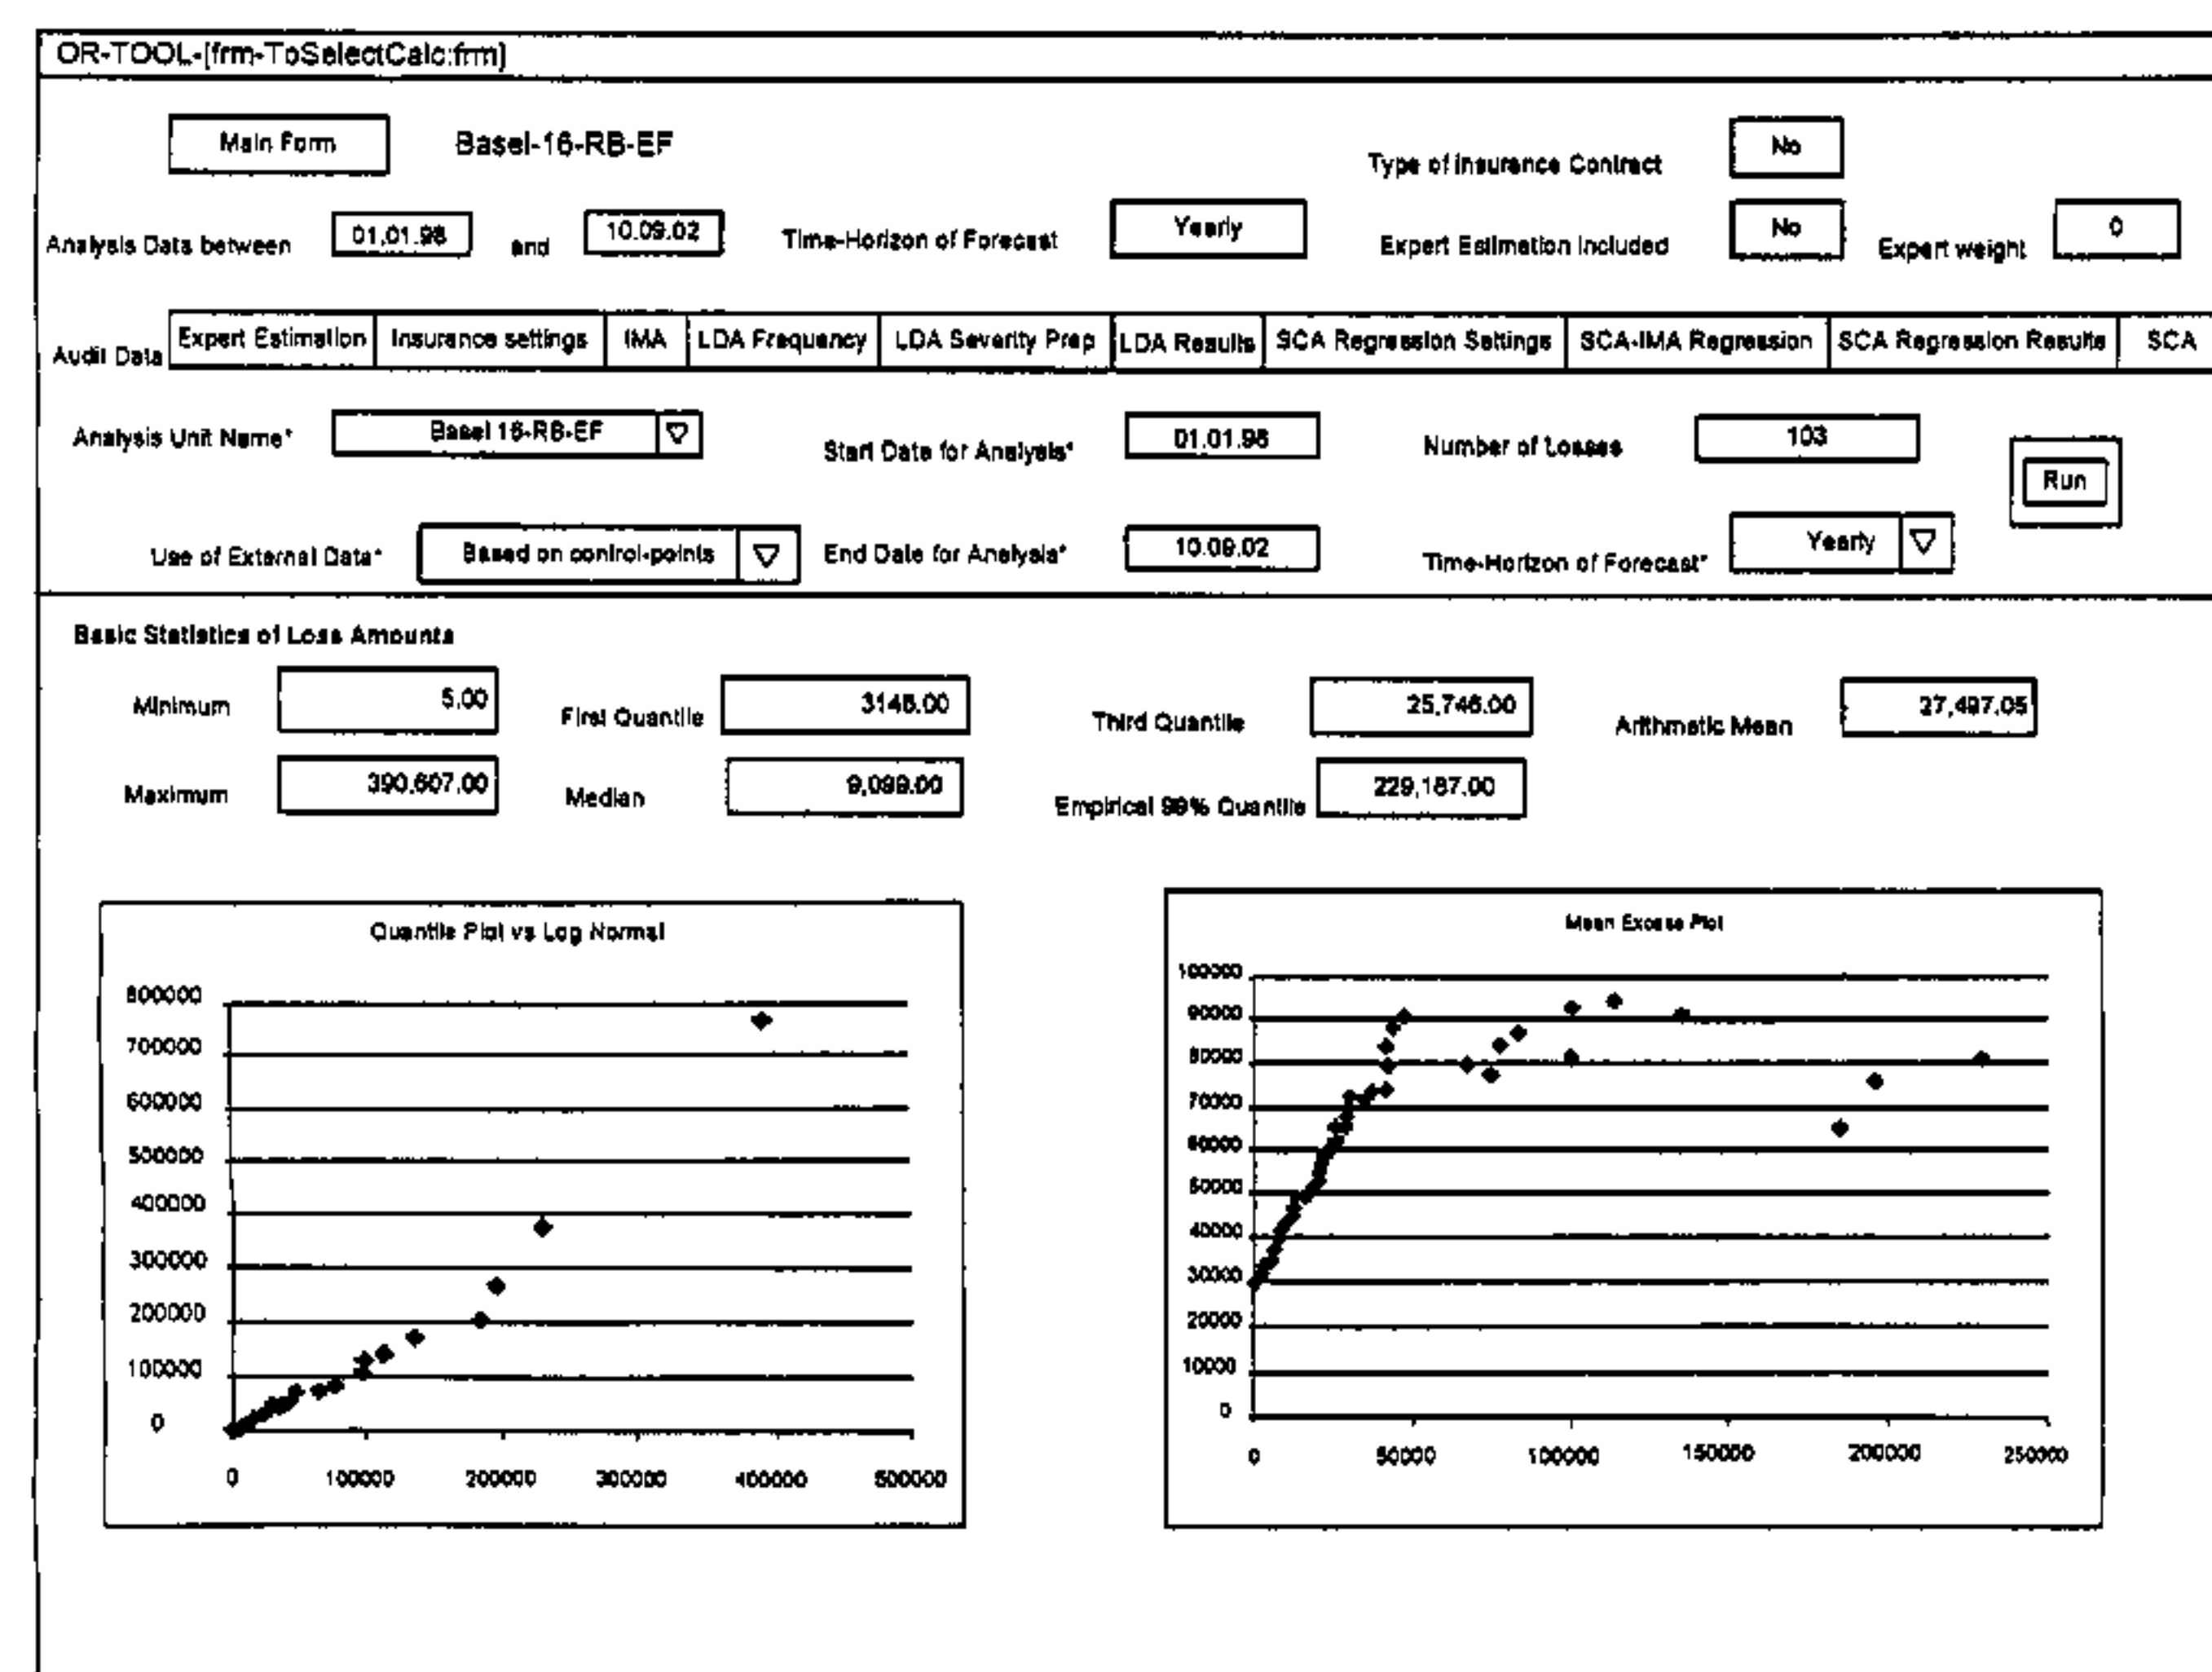 OR-TOOL-[frm-ToSelectCalc:frm]
Main Form Basel-16-RB-EF Type of Insurance Contract No
Analysis Data between 01.01.98 and 10.09.02 Time-Horizon of Forecast Yearly Expert Estimation Included No Expert weight 0
Audit Data Expert Estimation Insurance settings IMA LDA Frequency LDA Severity Prep LDA Results SCA Regression Settings SCA-IMA Regression SCA Regression Results SCA
Analysis Unit Name* Basel 16-RB-EF Start Date for Analysis* 01.01.98 Number of Losses 103
Run
Use of External Data* Based on control-points End Date for Analysis* 10.09.02 Time-Horizon of Forecast* Yearly
Basic Statistics of Loss Amounts
Minimum 5.00 First Quantile 3146.00 Third Quantile 25,746.00 Arithmatic Mean 27,497.05
Maximum 390,607.00 Median 9,099.00 Empirical 99% Quantile 229,187.00
Quantile Plot vs Log Normal
800000
700000
600000
500000
400000
300000
200000
100000
0
0 100000 200000 300000 400000 500000
Mean Excess Plot
100000
90000
80000
70000
60000
50000
40000
30000
20000
10000
0
0 50000 100000 150000 200000 250000